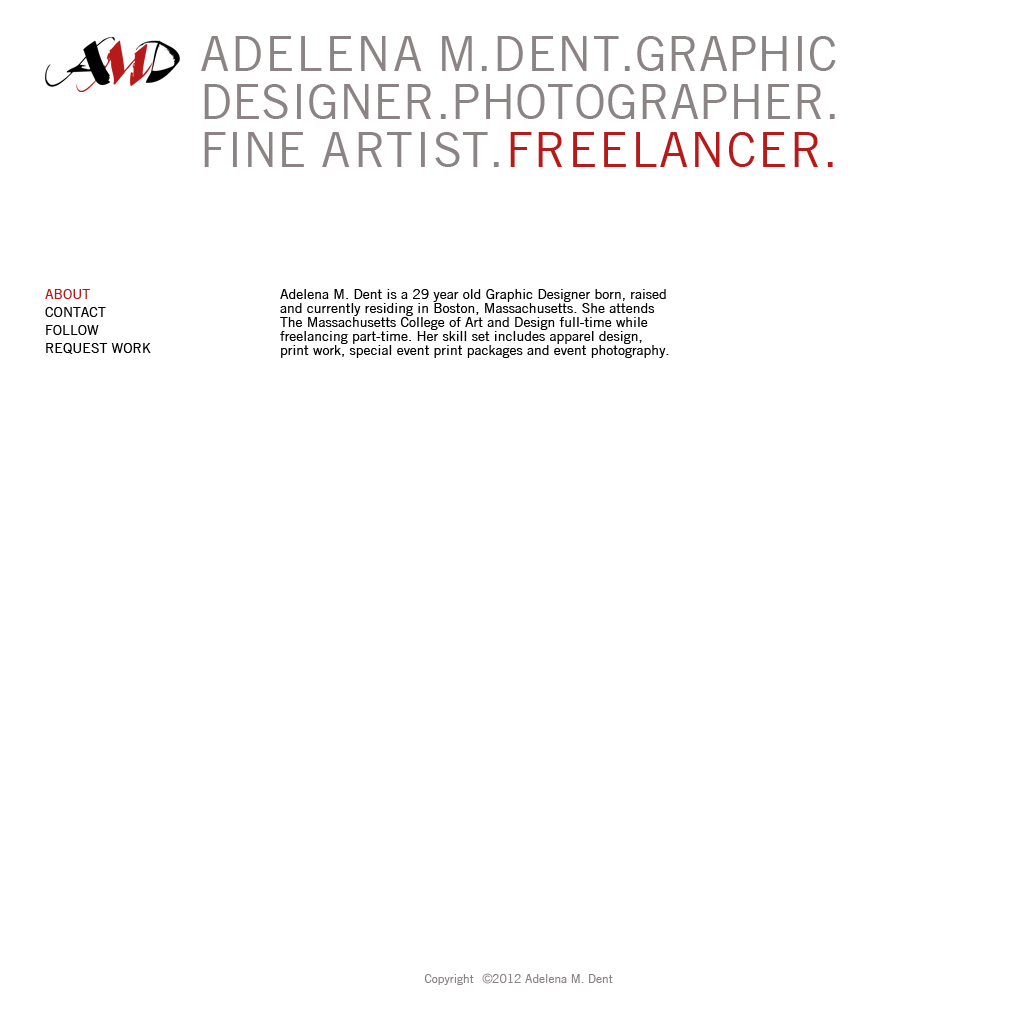 AMD
ADELENA M.DENT.GRAPHIC
DESIGNER.PHOTOGRAPHER.
FINE ARTIST.FREELANCER.
ABOUT
CONTACT
FOLLOW
REQUEST WORK
Adelena M. Dent is a 29 year old Graphic Designer born, raised
and currently residing in Boston, Massachusetts. She attends
The Massachusetts College of Art and Design full-time while
freelancing part-time. Her skill set includes apparel design,
print work, special event print packages and event photography.
Copyright ©2012 Adelena M. Dent